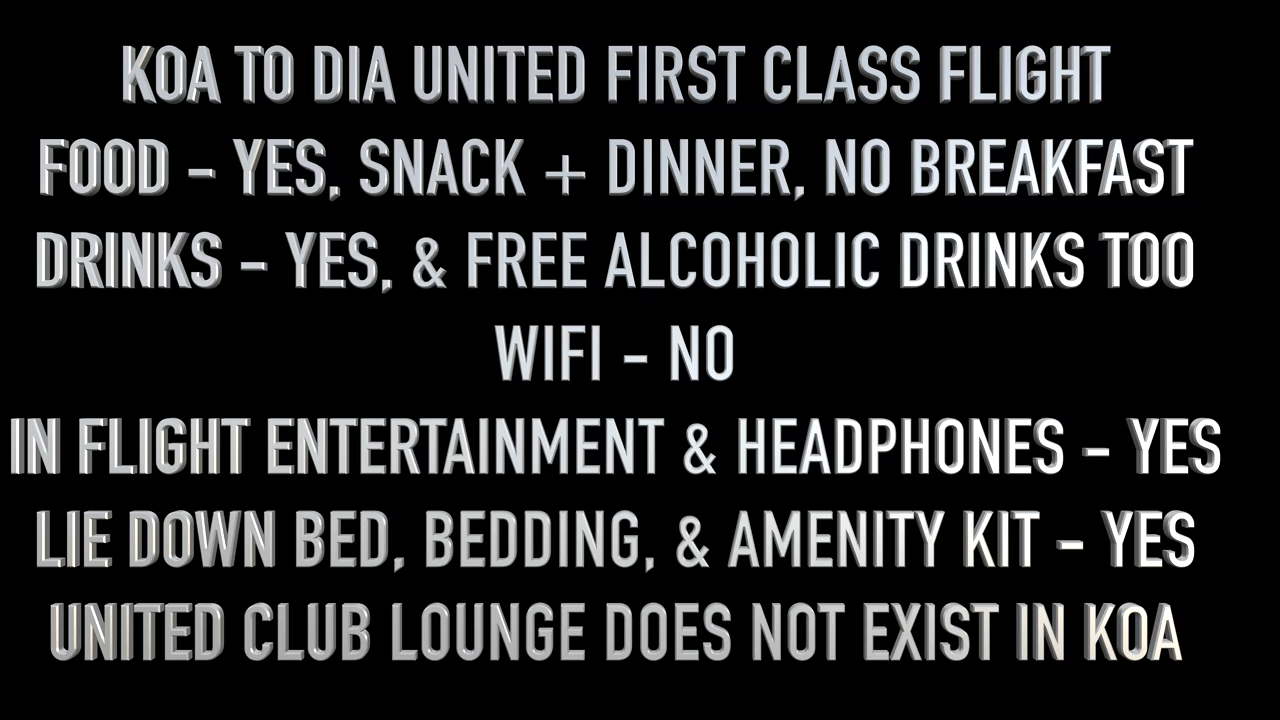 KOA TO DIA UNITED FIRST CLASS FLIGHT
FOOD - YES, SNACK + DINNER, NO BREAKFAST
DRINKS - YES, & FREE ALCOHOLIC DRINKS TOO
WIFI - NO
IN FLIGHT ENTERTAINMENT & HEADPHONES - YES
LIE DOWN BED, BEDDING, & AMENITY KIT - YES
UNITED CLUB LOUNGE DOES NOT EXIST IN KOA